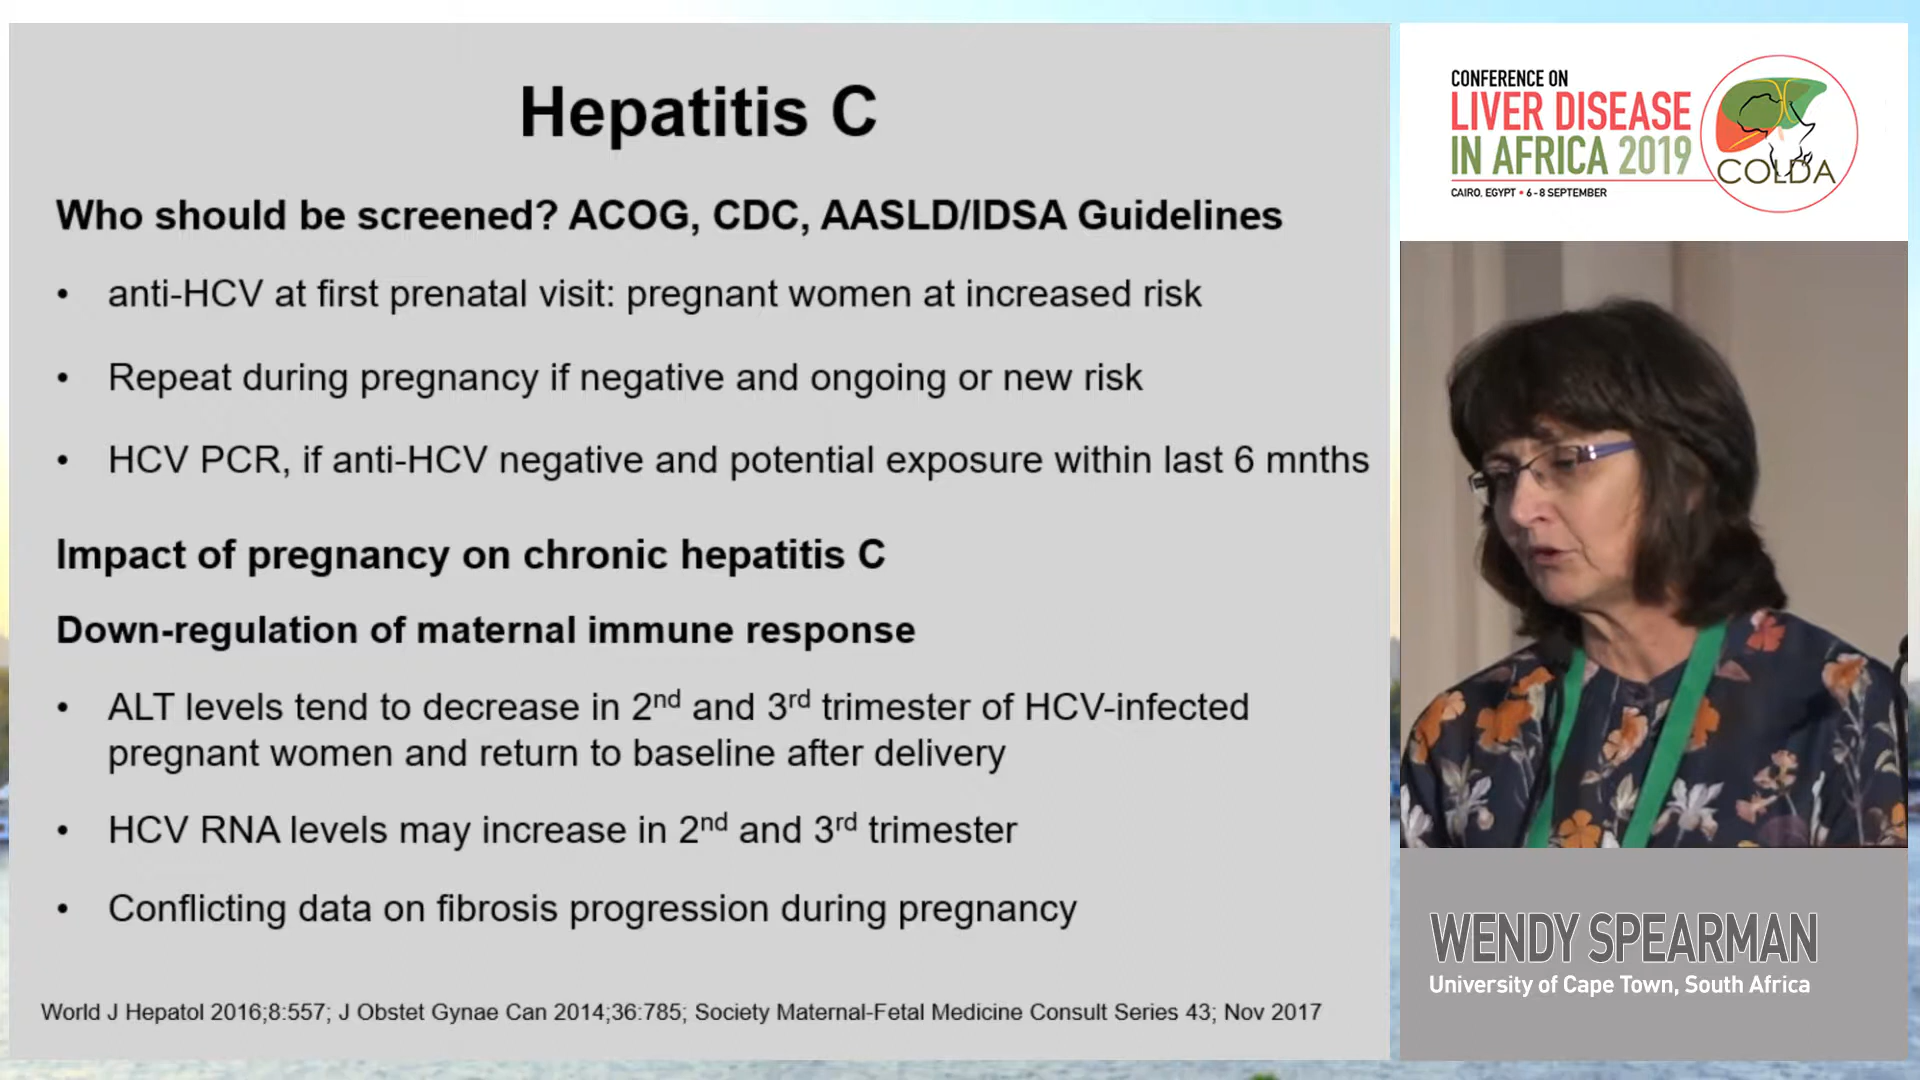 Hepatitis C
Who should be screened? ACOG, CDC, AASLD/IDSA Guidelines
• anti-HCV at first prenatal visit: pregnant women at increased risk
• Repeat during pregnancy if negative and ongoing or new risk
• HCV PCR, if anti-HCV negative and potential exposure within last 6 mnths
Impact of pregnancy on chronic hepatitis C
Down-regulation of maternal immune response
• ALT levels tend to decrease in 2nd and 3rd trimester of HCV-infected
pregnant women and return to baseline after delivery
• HCV RNA levels may increase in 2nd and 3rd trimester
• Conflicting data on fibrosis progression during pregnancy
World J Hepatol 2016;8:557; J Obstet Gynae Can 2014;36:785; Society Maternal-Fetal Medicine Consult Series 43; Nov 2017
CONFERENCE ON
LIVER DISEASE
IN AFRICA 2019
CAIRO, EGYPT • 6 - 8 SEPTEMBER
COLDA
WENDY SPEARMAN
University of Cape Town, South Africa